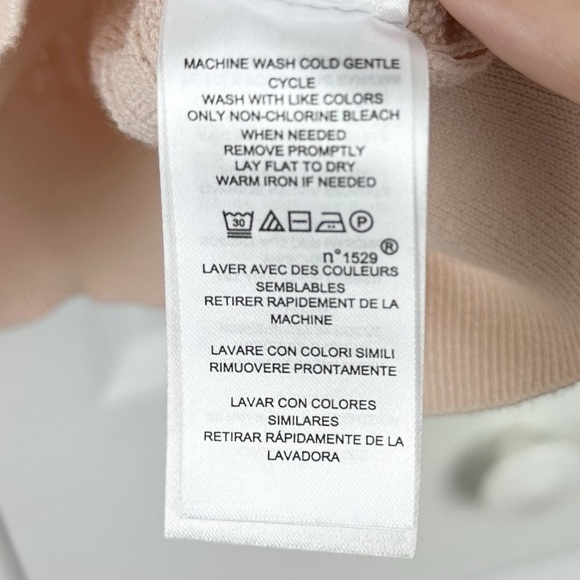 MACHINE WASH COLD GENTLE
CYCLE
WASH WITH LIKE COLORS
ONLY NON-CHLORINE BLEACH
WHEN NEEDED
REMOVE PROMPTLY
LAY FLAT TO DRY
WARM IRON IF NEEDED
30 P
n°1529®
LAVER AVEC DES COULEURS
SEMBLABLES
RETIRER RAPIDEMENT DE LA
MACHINE
LAVARE CON COLORI SIMILI
RIMUOVERE PRONTAMENTE
LAVAR CON COLORES
SIMILARES
RETIRAR RÁPIDAMENTE DE LA
LAVADORA